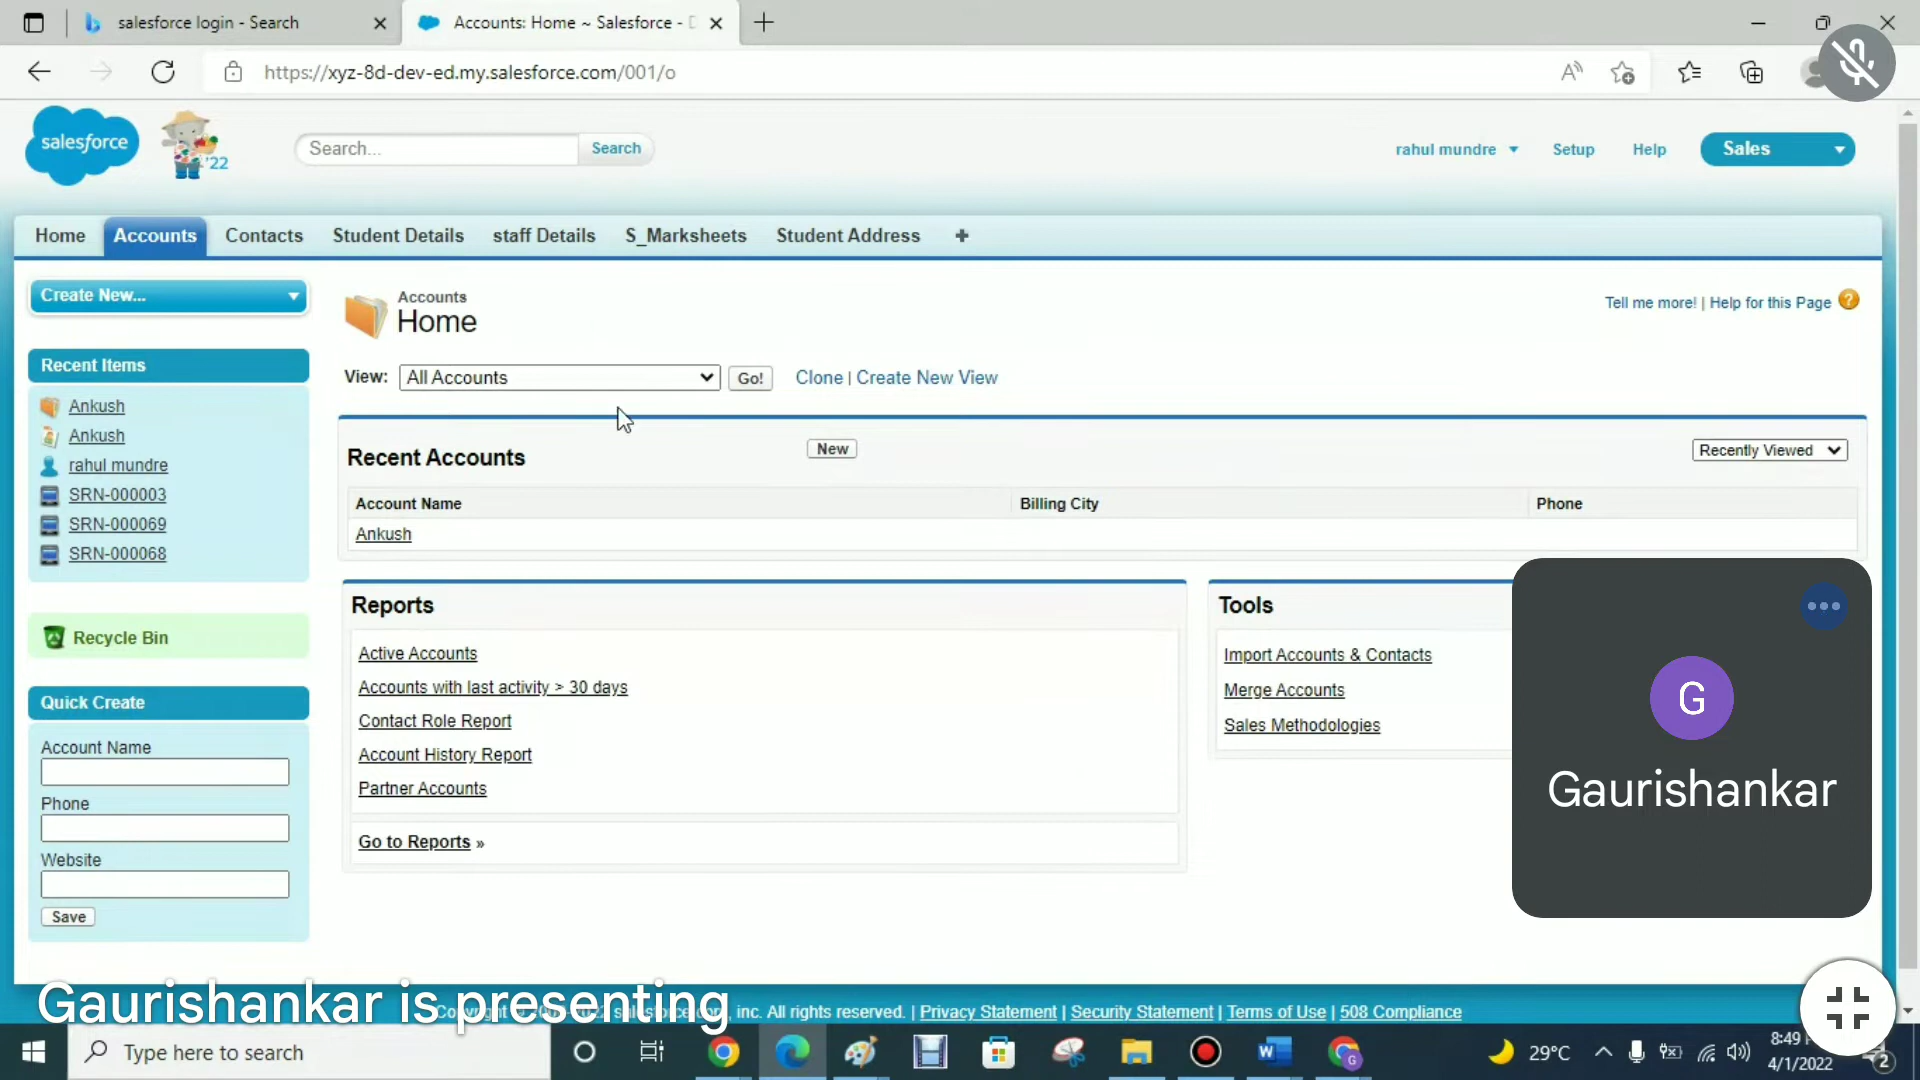 salesforce login - Search
Accounts: Home ~ Salesforce -
https://xyz-8d-dev-ed.my.salesforce.com/001/o
salesforce
'22
Search...
Search
rahul mundre
Setup
Help
Sales
Home
Accounts
Contacts
Student Details
staff Details
S_Marksheets
Student Address
Create New...
Accounts
Home
Tell me more! | Help for this Page
View:
All Accounts
Go!
Clone | Create New View
Recent Items
Ankush
Ankush
rahul mundre
SRN-000003
SRN-000069
SRN-000068
Recent Accounts
New
Recently Viewed
Account Name
Billing City
Phone
Ankush
Recycle Bin
Reports
Active Accounts
Accounts with last activity > 30 days
Contact Role Report
Account History Report
Partner Accounts
Go to Reports »
Tools
Import Accounts & Contacts
Merge Accounts
Sales Methodologies
G
Gaurishankar
Quick Create
Account Name
Phone
Website
Save
Gaurishankar is presenting
inc. All rights reserved. | Privacy Statement | Security Statement | Terms of Use | 508 Compliance
Type here to search
29°C
8:49
4/1/2022
2